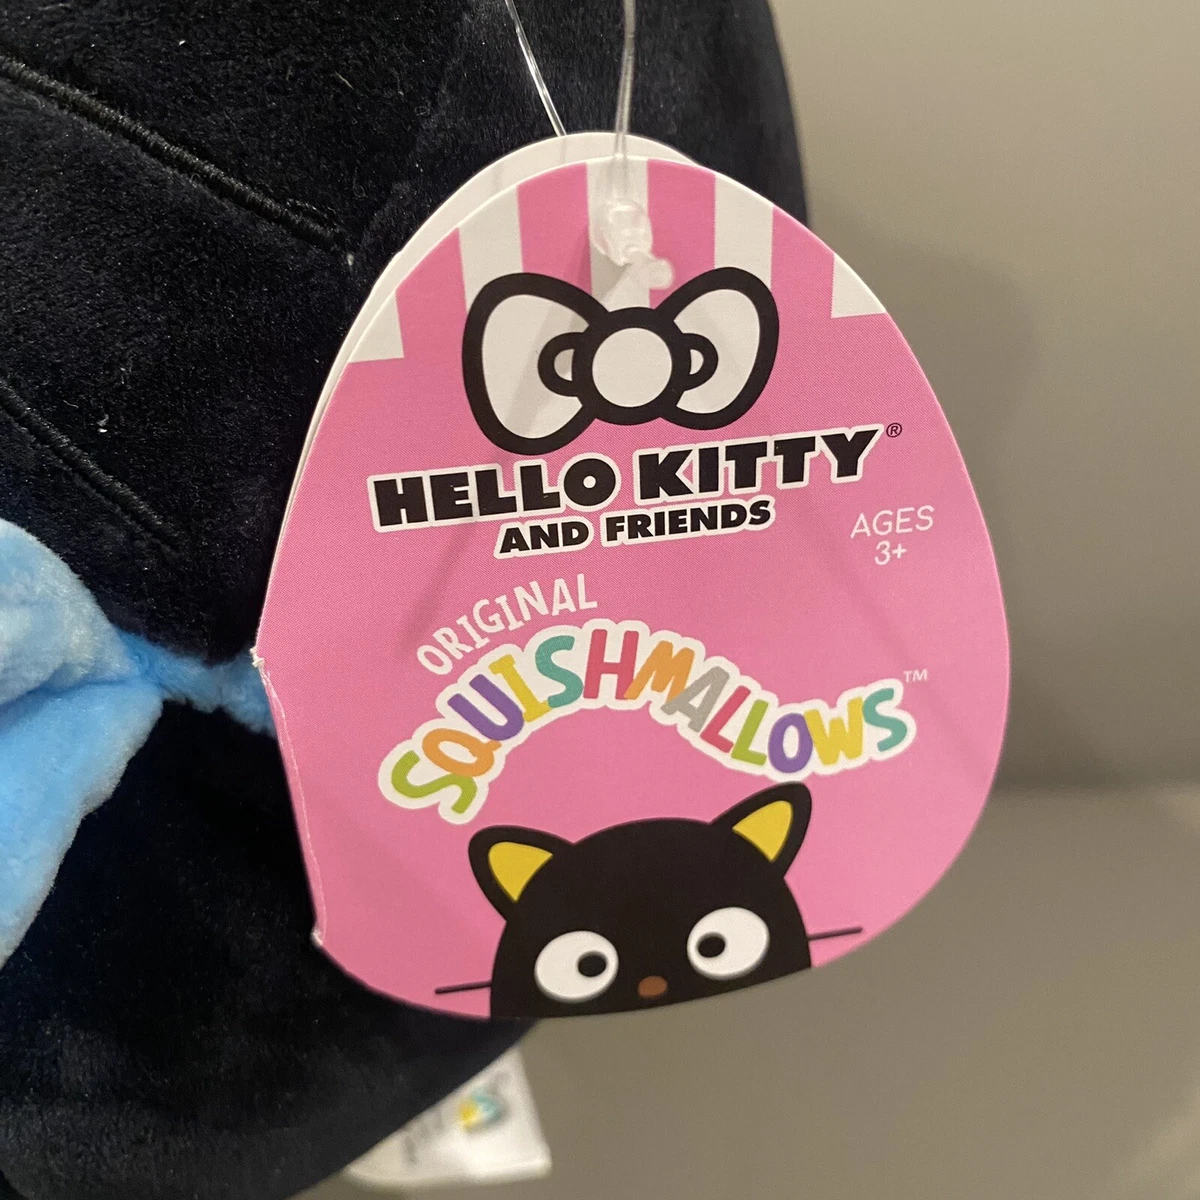 HELLO KITTY®
AND FRIENDS
AGES
3+
ORIGINAL
SQUISHMALLOWS™